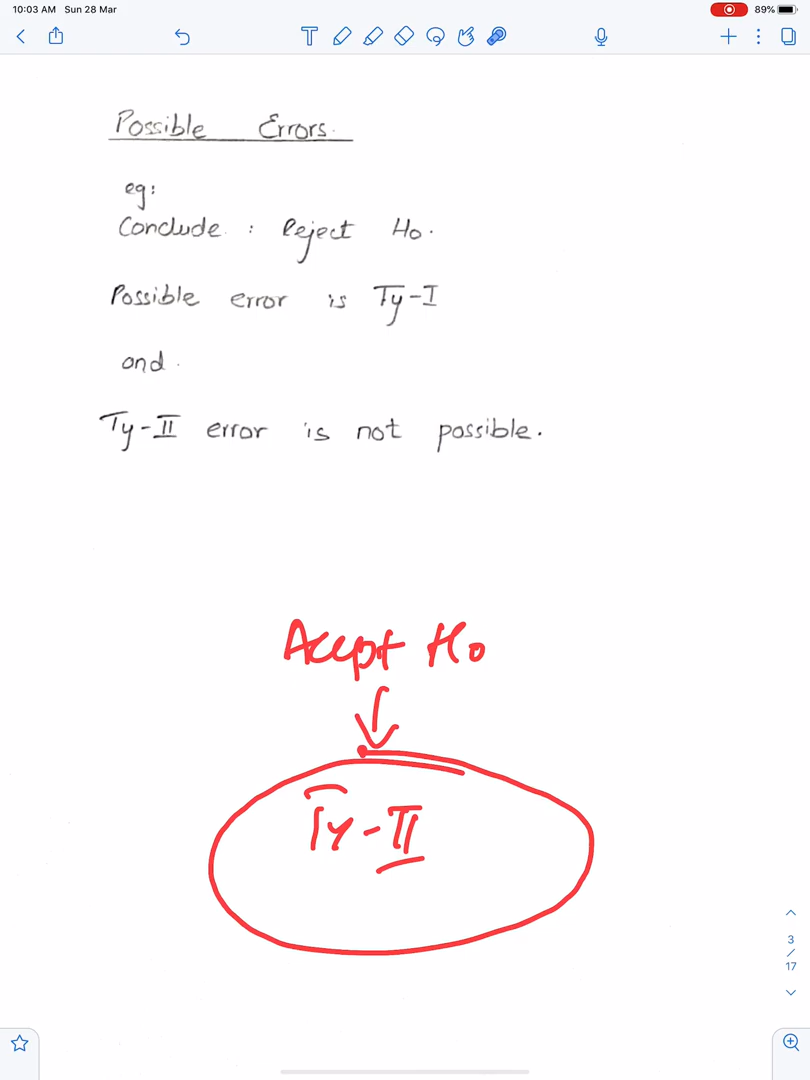 10:03 AM Sun 28 Mar
89%
Possible Errors.
eg:
Conclude : Reject Ho.
Possible error is Ty-I
and.
Ty-II error is not possible.
Acept Ho
Ty-II
3
/
17